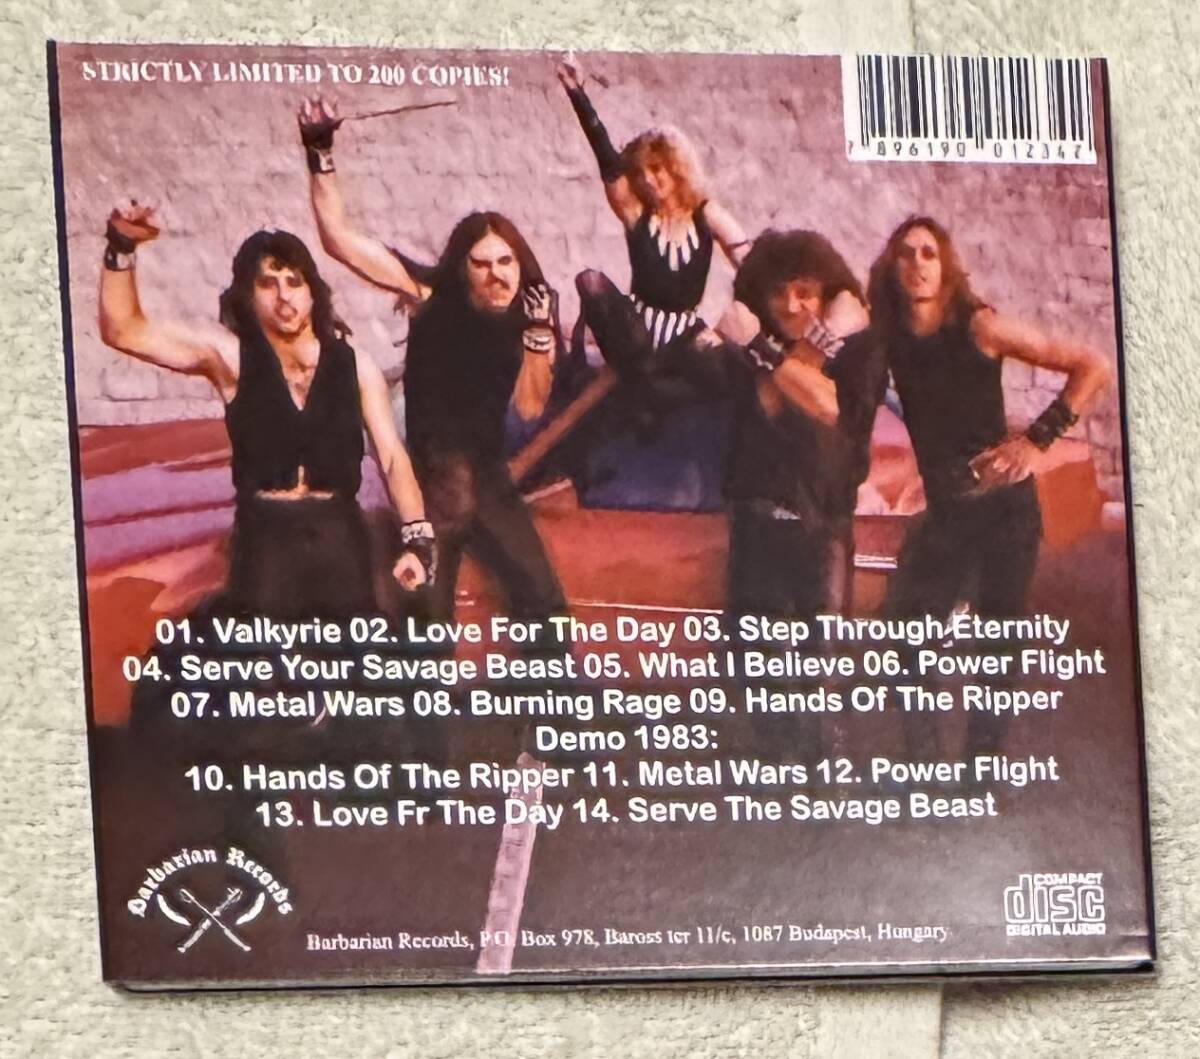 STRICTLY LIMITED TO 200 COPIES!
7 896190 012347
01. Valkyrie 02. Love For The Day 03. Step Through Eternity
04. Serve Your Savage Beast 05. What I Believe 06. Power Flight
07. Metal Wars 08. Burning Rage 09. Hands Of The Ripper
Demo 1983:
10. Hands Of The Ripper 11. Metal Wars 12. Power Flight
13. Love Fr The Day 14. Serve The Savage Beast
Barbarian Records
COMPACT
disc
DIGITAL AUDIO
Barbarian Records, P.O. Box 978, Baross ter 11/c, 1087 Budapest, Hungary